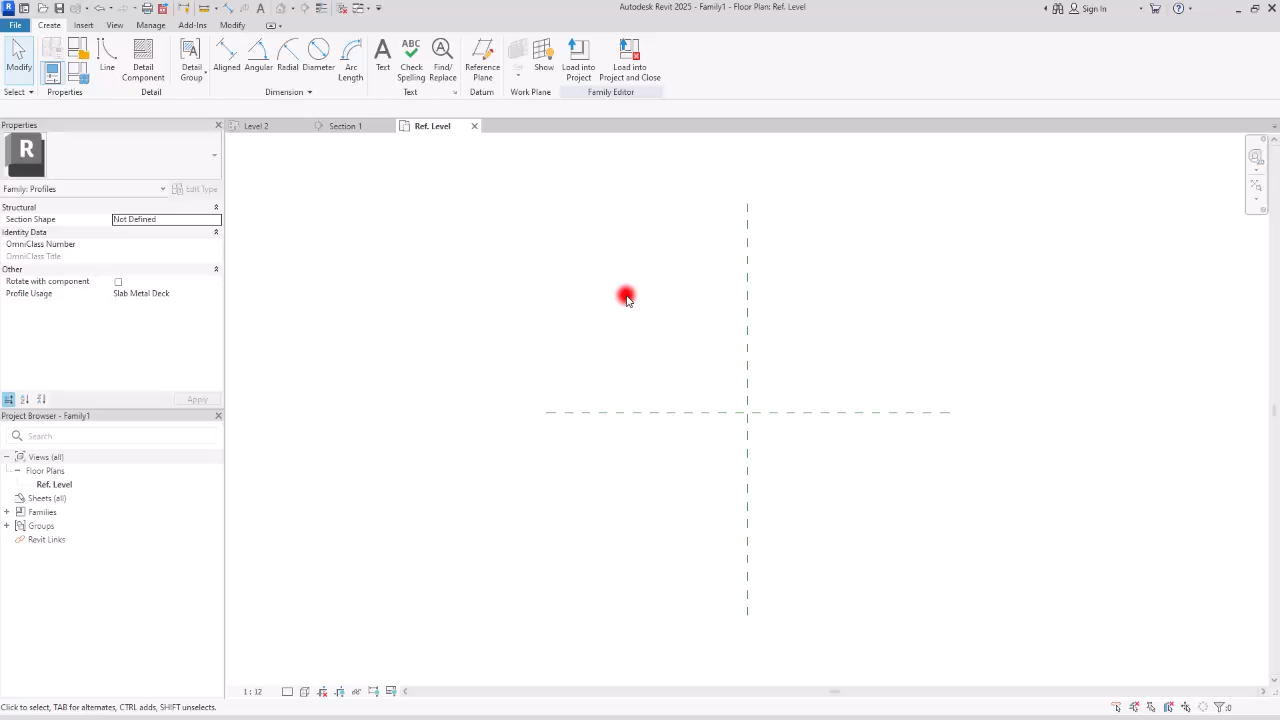 Autodesk Revit 2025 - Family1 - Floor Plan: Ref. Level
Sign In
File Create Insert View Manage Add-Ins Modify
Modify
Line
Detail Component
Detail Group
Aligned
Angular
Radial
Diameter
Arc Length
Text
Check Spelling
Find/ Replace
Reference Plane
Set
Show
Load into Project
Load into Project and Close
Select Properties Detail Dimension Text Datum Work Plane Family Editor
Properties
Level 2
Section 1
Ref. Level
R
Family: Profiles
Edit Type
Structural
Section Shape Not Defined
Identity Data
OmniClass Number
OmniClass Title
Other
Rotate with component
Profile Usage Slab Metal Deck
Apply
Project Browser - Family1
Search
Views (all)
Floor Plans
Ref. Level
Sheets (all)
Families
Groups
Revit Links
1 : 12
Click to select, TAB for alternates, CTRL adds, SHIFT unselects.
:0